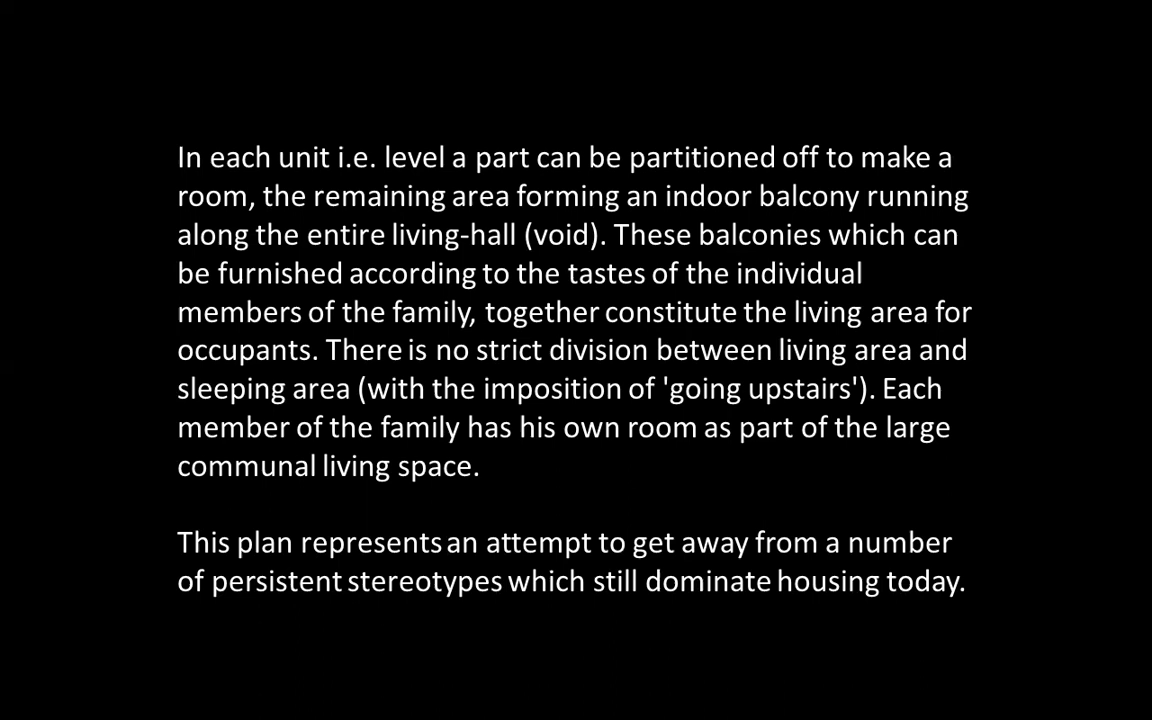 In each unit i.e. level a part can be partitioned off to make a
room, the remaining area forming an indoor balcony running
along the entire living-hall (void). These balconies which can
be furnished according to the tastes of the individual
members of the family, together constitute the living area for
occupants. There is no strict division between living area and
sleeping area (with the imposition of 'going upstairs'). Each
member of the family has his own room as part of the large
communal living space.
This plan represents an attempt to get away from a number
of persistent stereotypes which still dominate housing today.